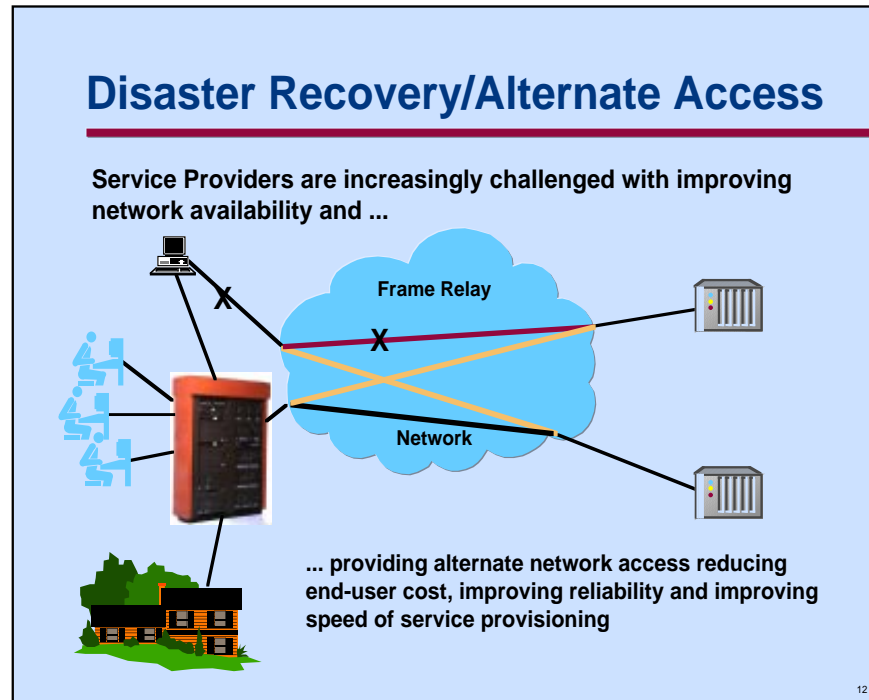 Disaster Recovery/Alternate Access
Service Providers are increasingly challenged with improving
network availability and ...
Frame Relay
X
X
Network
... providing alternate network access reducing
end-user cost, improving reliability and improving
speed of service provisioning
12